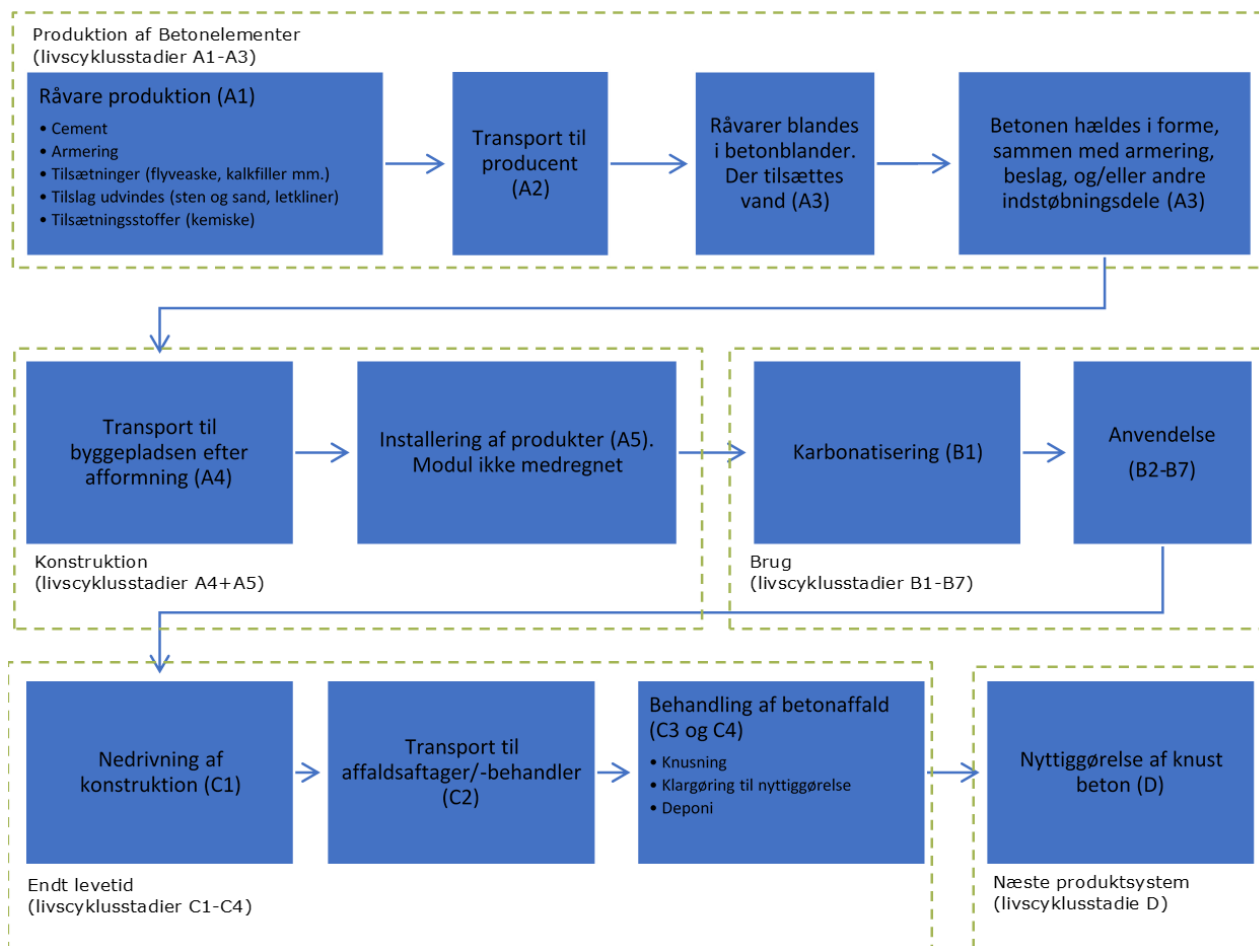 Produktion af Betonelementer
(livscyklusstadier A1-A3)
Råvare produktion (A1)
• Cement
• Armering
• Tilsætninger (flyveaske, kalkfiller mm.)
• Tilslag udvindes (sten og sand, letkliner)
• Tilsætningsstoffer (kemiske)
Transport til
producent
(A2)
Råvarer blandes
i betonblander.
Der tilsættes
vand (A3)
Betonen hældes i forme,
sammen med armering,
beslag, og/eller andre
indstøbningsdele (A3)
Transport til
byggepladsen efter
afformning (A4)
Installering af produkter (A5).
Modul ikke medregnet
Konstruktion
(livscyklusstadier A4+A5)
Karbonatisering (B1)
Anvendelse
(B2-B7)
Brug
(livscyklusstadier B1-B7)
Nedrivning af
konstruktion (C1)
Transport til
affaldsaftager/-behandler
(C2)
Behandling af betonaffald
(C3 og C4)
• Knusning
• Klargøring til nyttiggørelse
• Deponi
Endt levetid
(livscyklusstadier C1-C4)
Nyttiggørelse af knust
beton (D)
Næste produktsystem
(livscyklusstadie D)